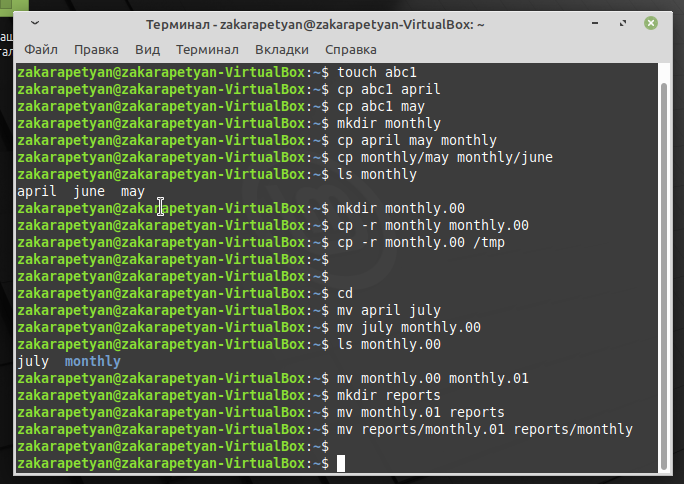 Терминал - zakarapetyan@zakarapetyan-VirtualBox: ~
Файл Правка Вид Терминал Вкладки Справка
zakarapetyan@zakarapetyan-VirtualBox:~$ touch abc1
zakarapetyan@zakarapetyan-VirtualBox:~$ cp abc1 april
zakarapetyan@zakarapetyan-VirtualBox:~$ cp abc1 may
zakarapetyan@zakarapetyan-VirtualBox:~$ mkdir monthly
zakarapetyan@zakarapetyan-VirtualBox:~$ cp april may monthly
zakarapetyan@zakarapetyan-VirtualBox:~$ cp monthly/may monthly/june
zakarapetyan@zakarapetyan-VirtualBox:~$ ls monthly
april june may
zakarapetyan@zakarapetyan-VirtualBox:~$ mkdir monthly.00
zakarapetyan@zakarapetyan-VirtualBox:~$ cp -r monthly monthly.00
zakarapetyan@zakarapetyan-VirtualBox:~$ cp -r monthly.00 /tmp
zakarapetyan@zakarapetyan-VirtualBox:~$
zakarapetyan@zakarapetyan-VirtualBox:~$
zakarapetyan@zakarapetyan-VirtualBox:~$ cd
zakarapetyan@zakarapetyan-VirtualBox:~$ mv april july
zakarapetyan@zakarapetyan-VirtualBox:~$ mv july monthly.00
zakarapetyan@zakarapetyan-VirtualBox:~$ ls monthly.00
july monthly
zakarapetyan@zakarapetyan-VirtualBox:~$ mv monthly.00 monthly.01
zakarapetyan@zakarapetyan-VirtualBox:~$ mkdir reports
zakarapetyan@zakarapetyan-VirtualBox:~$ mv monthly.01 reports
zakarapetyan@zakarapetyan-VirtualBox:~$ mv reports/monthly.01 reports/monthly
zakarapetyan@zakarapetyan-VirtualBox:~$
zakarapetyan@zakarapetyan-VirtualBox:~$